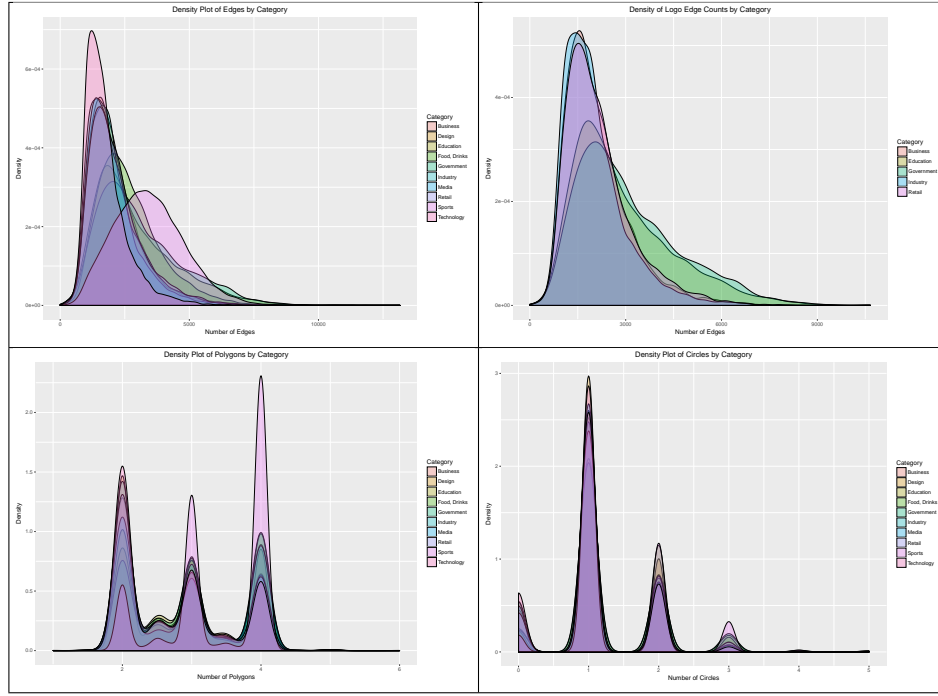 Density Plot of Edges by Category
6e−04
4e−04
2e−04
0e+00
Density
0
5000
10000
Number of Edges
Category
Business
Design
Education
Food, Drinks
Government
Industry
Media
Retail
Sports
Technology
Density of Logo Edge Counts by Category
4e−04
2e−04
0e+00
Density
0
3000
6000
9000
Number of Edges
Category
Business
Education
Government
Industry
Retail
Density Plot of Polygons by Category
2.0
1.5
1.0
0.5
0.0
Density
2
4
6
Number of Polygons
Category
Business
Design
Education
Food, Drinks
Government
Industry
Media
Retail
Sports
Technology
Density Plot of Circles by Category
3
2
1
0
Density
0
1
2
3
4
5
Number of Circles
Category
Business
Design
Education
Food, Drinks
Government
Industry
Media
Retail
Sports
Technology